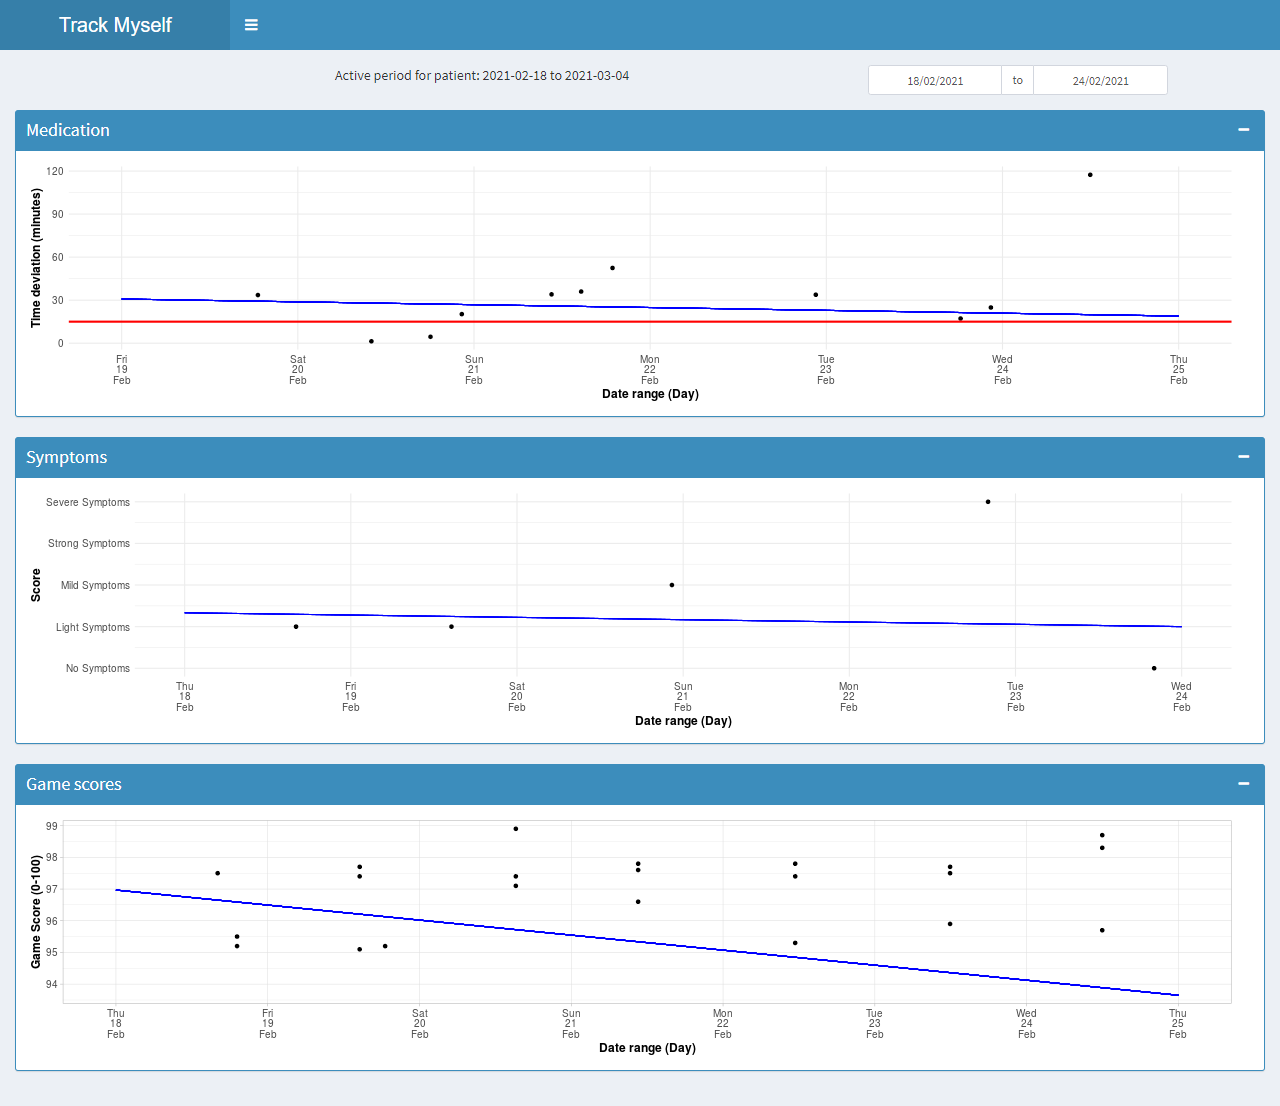 Track Myself
Active period for patient: 2021-02-18 to 2021-03-04
18/02/2021 to 24/02/2021
Medication
Time deviation (minutes)
120
90
60
30
0
Fri Sat Sun Mon Tue Wed Thu
19 20 21 22 23 24 25
Feb Feb Feb Feb Feb Feb Feb
Date range (Day)
Symptoms
Score
Severe Symptoms
Strong Symptoms
Mild Symptoms
Light Symptoms
No Symptoms
Thu Fri Sat Sun Mon Tue Wed
18 19 20 21 22 23 24
Feb Feb Feb Feb Feb Feb Feb
Date range (Day)
Game scores
Game Score (0-100)
99
98
97
96
95
94
Thu Fri Sat Sun Mon Tue Wed Thu
18 19 20 21 22 23 24 25
Feb Feb Feb Feb Feb Feb Feb Feb
Date range (Day)